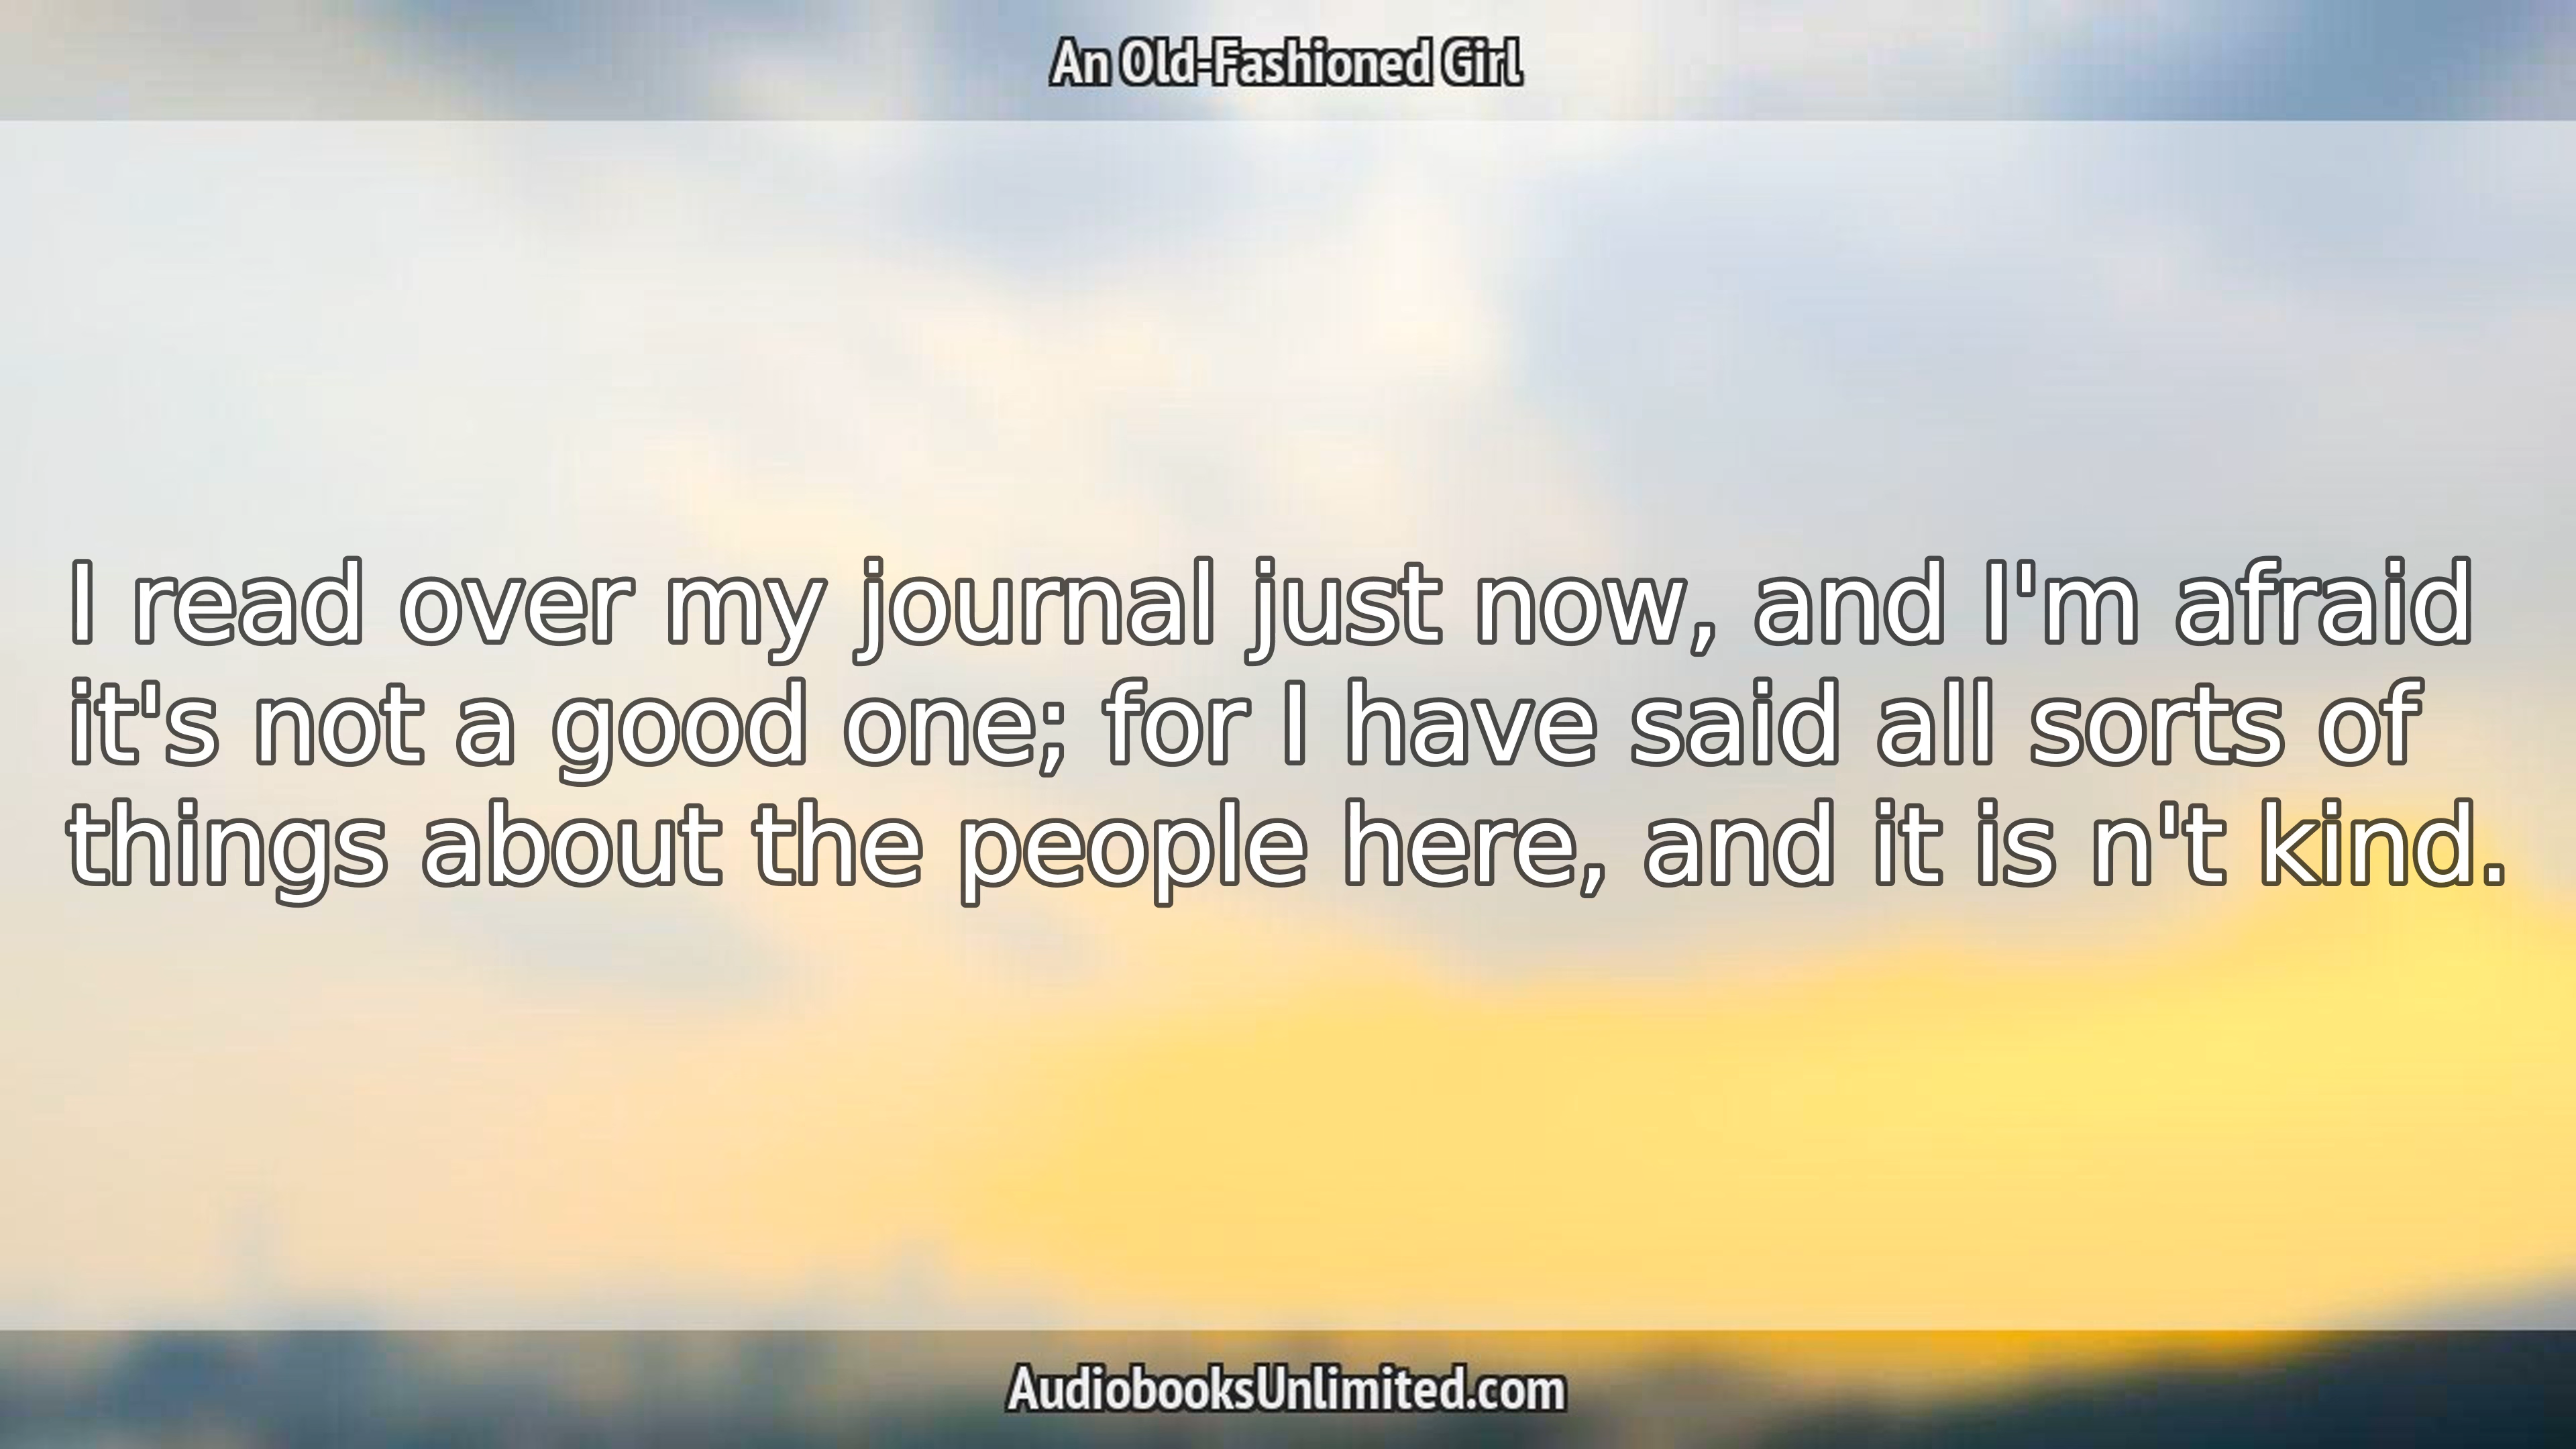 An Old-Fashioned Girl
I read over my journal just now, and I'm afraid
it's not a good one; for I have said all sorts of
things about the people here, and it is n't kind.
AudiobooksUnlimited.com